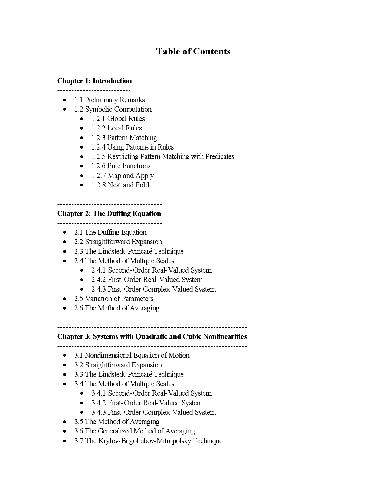 Table of Contents
Chapter 1: Introduction
--------------------------
• 1.1 Preliminary Remarks
• 1.2 Symbolic Computation
• 1.2.1 Global Rules
• 1.2.2 Local Rules
• 1.2.3 Pattern Matching
• 1.2.4 Using Patterns in Rules
• 1.2.5 Restricting Pattern Matching with Predicates
• 1.2.6 Pure Functions
• 1.2.7 Map and Apply
• 1.2.8 Nest and Fold
--------------------------------------
Chapter 2: The Duffing Equation
--------------------------------------
• 2.1 The Duffing Equation
• 2.2 Straightforward Expansion
• 2.3 The Lindstedt-Poincaré Technique
• 2.4 The Method of Multiple Scales
• 2.4.1 Second-Order Real-Valued System
• 2.4.2 First-Order Real-Valued System
• 2.4.3 First-Order Complex-Valued System
• 2.5 Variation of Parameters
• 2.6 The Method of Averaging
--------------------------------------------------------------------
Chapter 3: Systems with Quadratic and Cubic Nonlinearities
--------------------------------------------------------------------
• 3.1 Nondimensional Equation of Motion
• 3.2 Straightforward Expansion
• 3.3 The Lindstedt-Poincaré Technique
• 3.4 The Method of Multiple Scales
• 3.4.1 Second-Order Real-Valued System
• 3.4.2 First-Order Real-Valued System
• 3.4.3 First-Order Complex-Valued System
• 3.5 The Method of Averaging
• 3.6 The Generalized Method of Averaging
• 3.7 The Krylov-Bogoliubov-Mitropolsky Technique